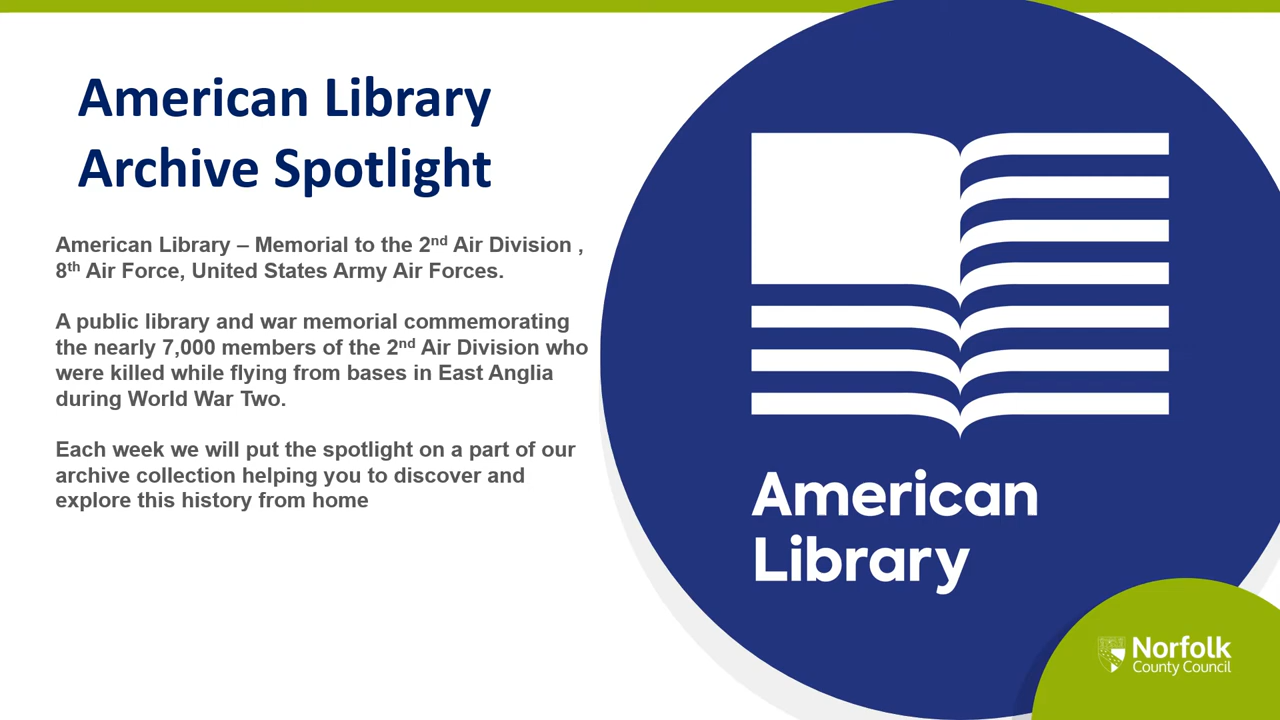 American Library
Archive Spotlight
American Library – Memorial to the 2nd Air Division ,
8th Air Force, United States Army Air Forces.
A public library and war memorial commemorating
the nearly 7,000 members of the 2nd Air Division who
were killed while flying from bases in East Anglia
during World War Two.
Each week we will put the spotlight on a part of our
archive collection helping you to discover and
explore this history from home
American
Library
Norfolk
County Council